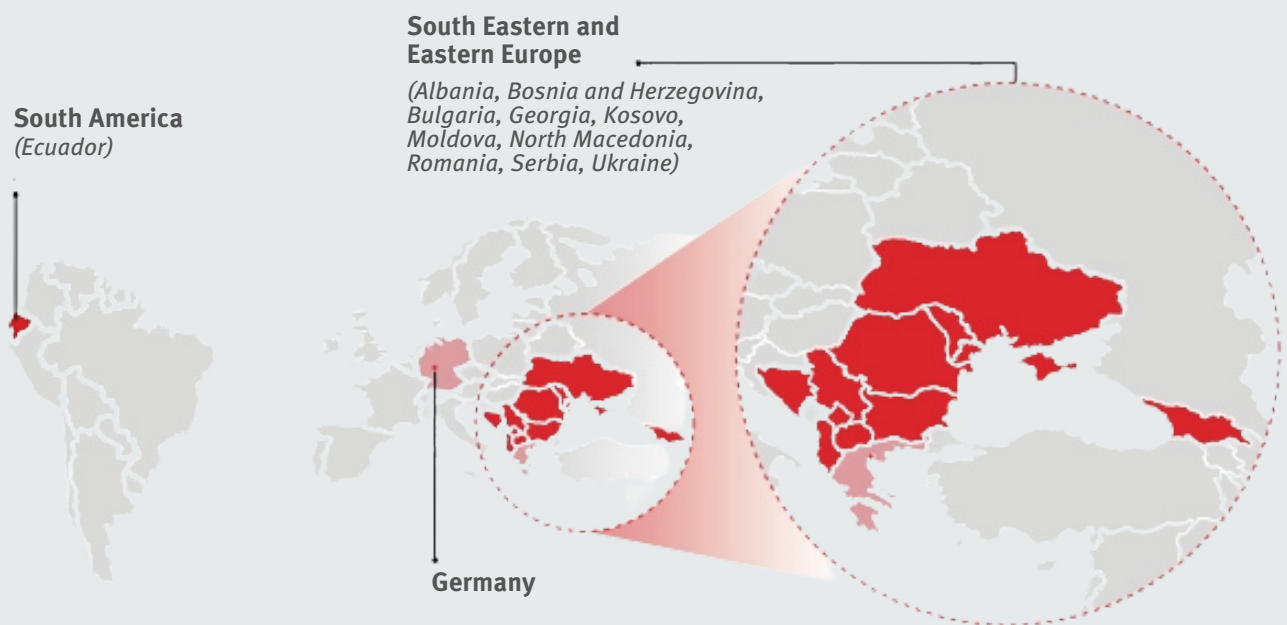 South Eastern and
Eastern Europe
(Albania, Bosnia and Herzegovina,
Bulgaria, Georgia, Kosovo,
Moldova, North Macedonia,
Romania, Serbia, Ukraine)
South America
(Ecuador)
Germany